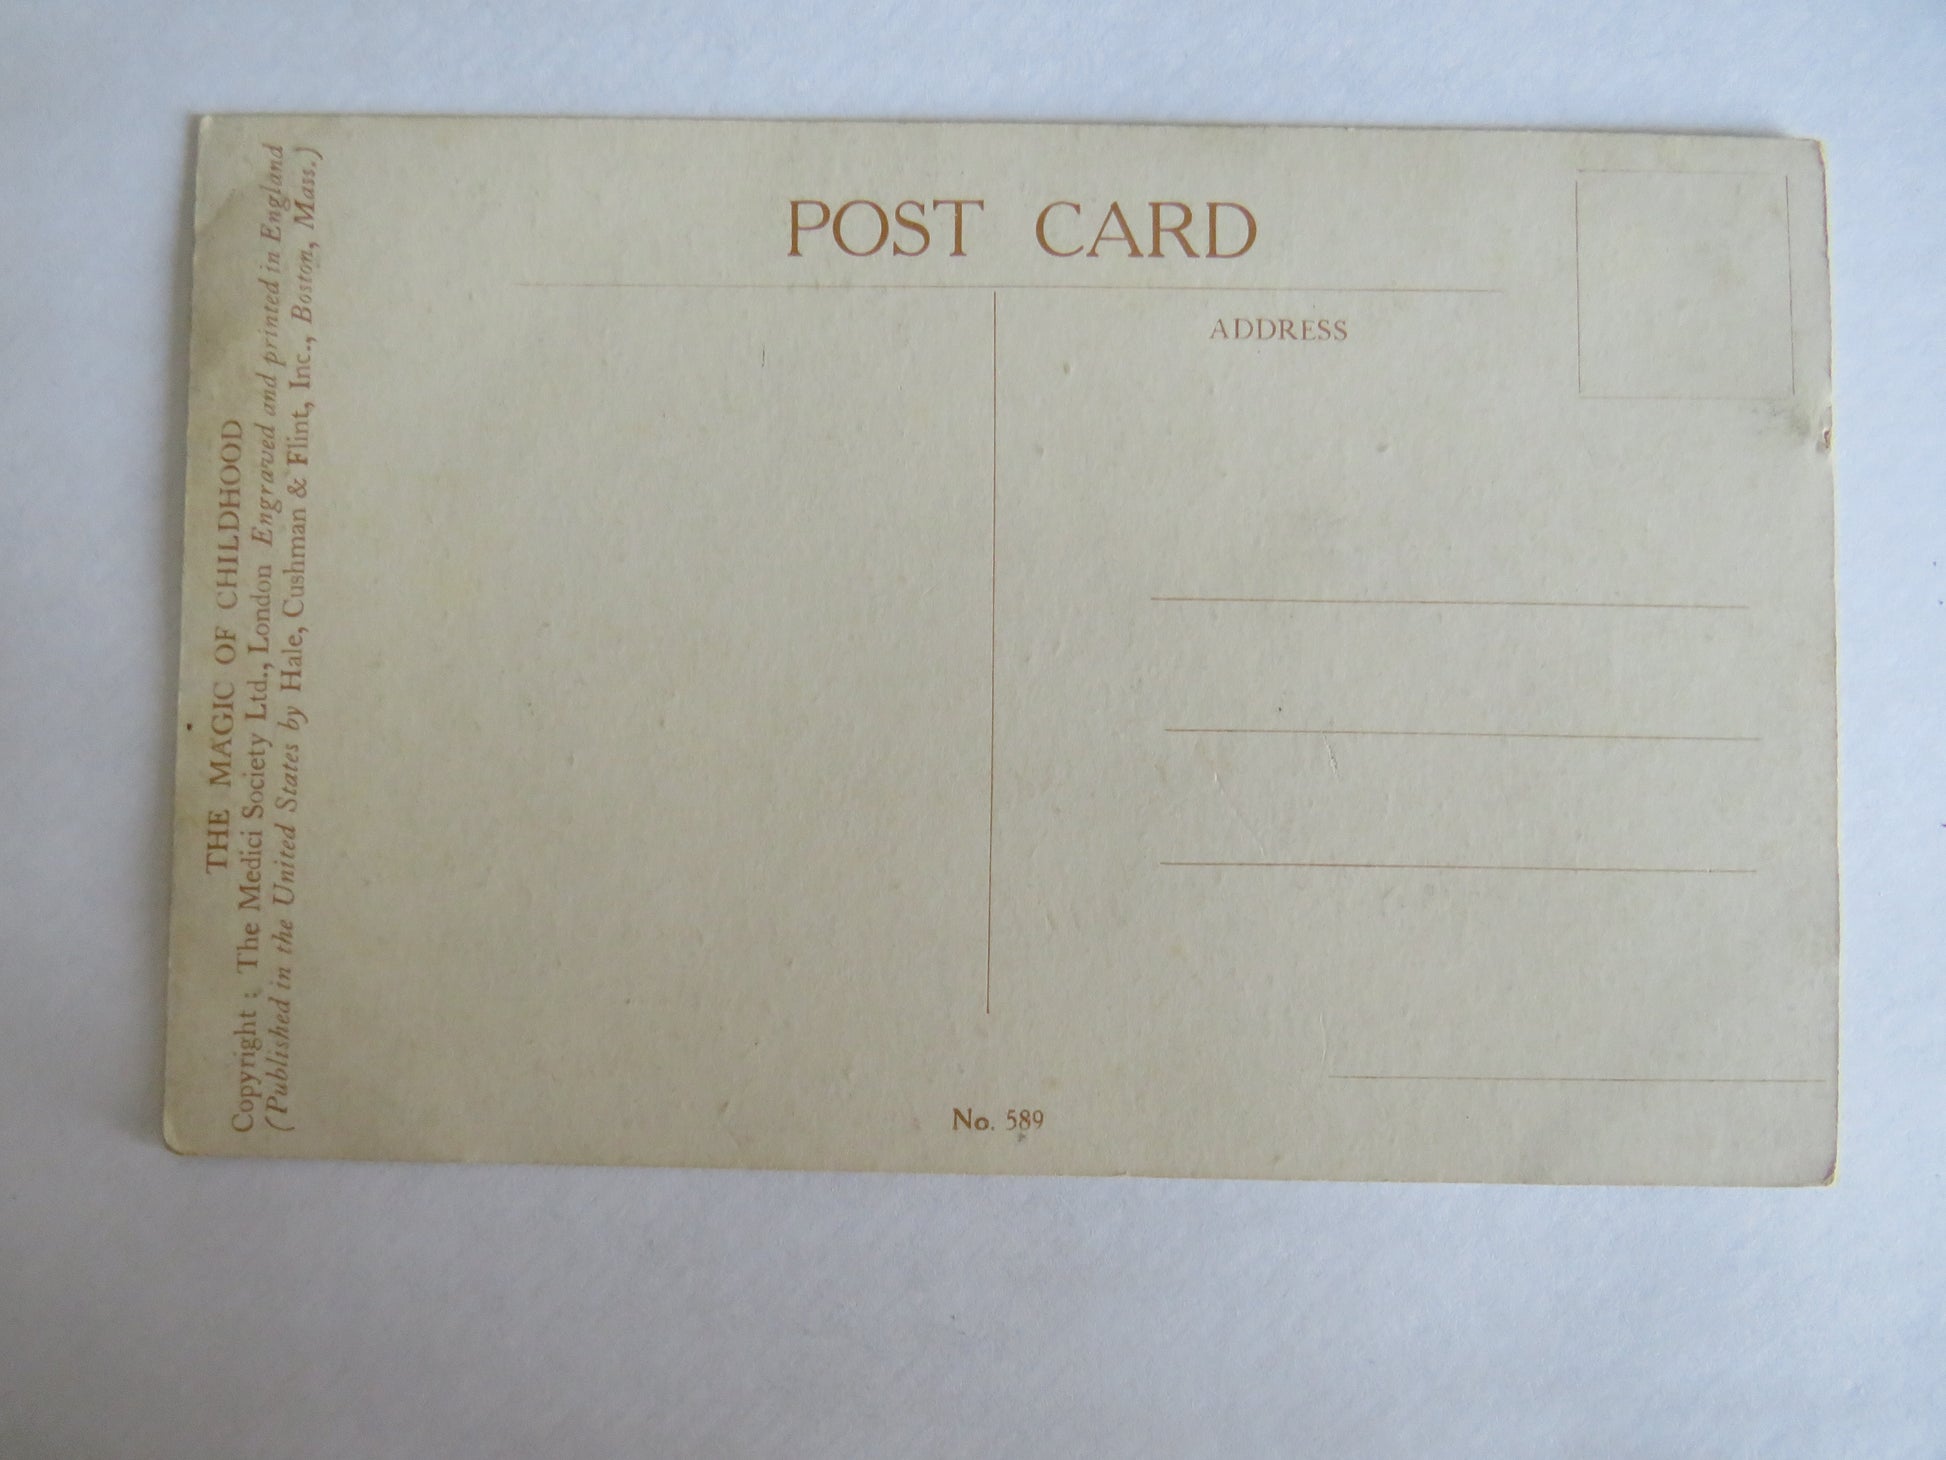 POST CARD
ADDRESS
THE MAGIC OF CHILDHOOD
Copyright : The Medici Society Ltd., London Engraved and printed in England
(Published in the United States by Hale, Cushman & Flint, Inc., Boston, Mass.)
No. 589